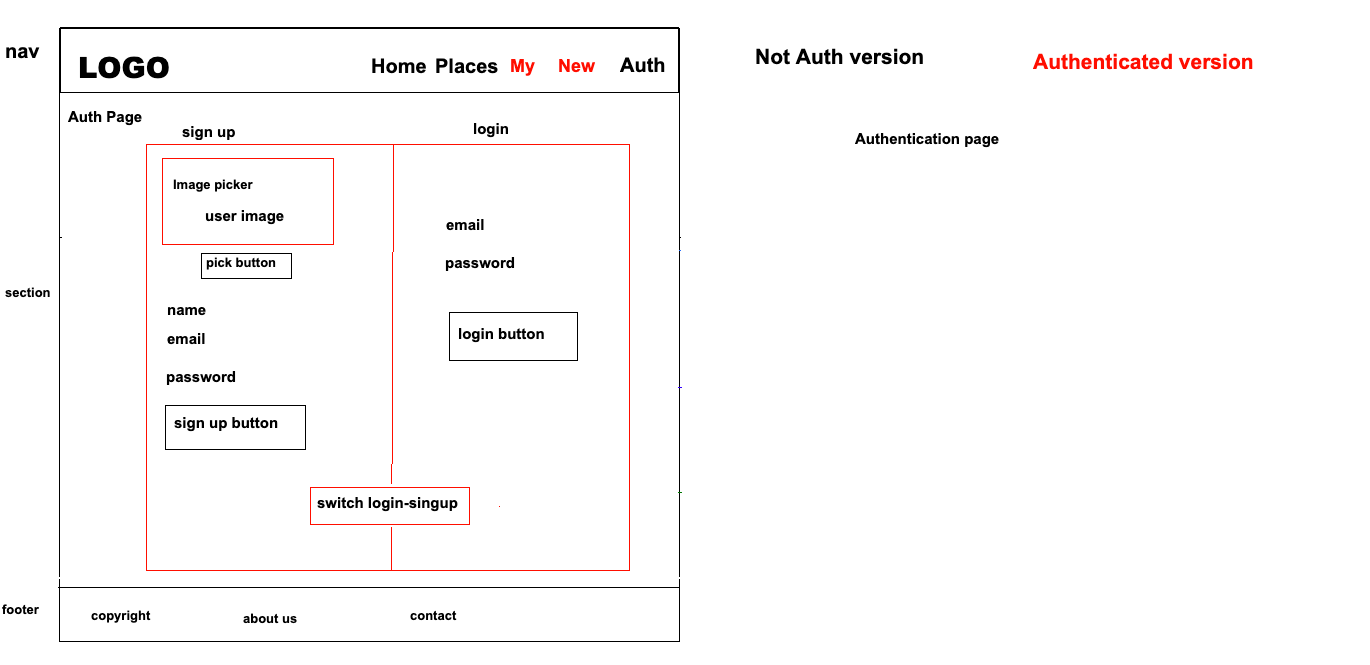 nav
LOGO
Home Places My New Auth
Not Auth version
Authenticated version
Auth Page
sign up
login
Authentication page
Image picker
user image
pick button
name
email
password
sign up button
email
password
login button
switch login-singup
section
footer
copyright
about us
contact